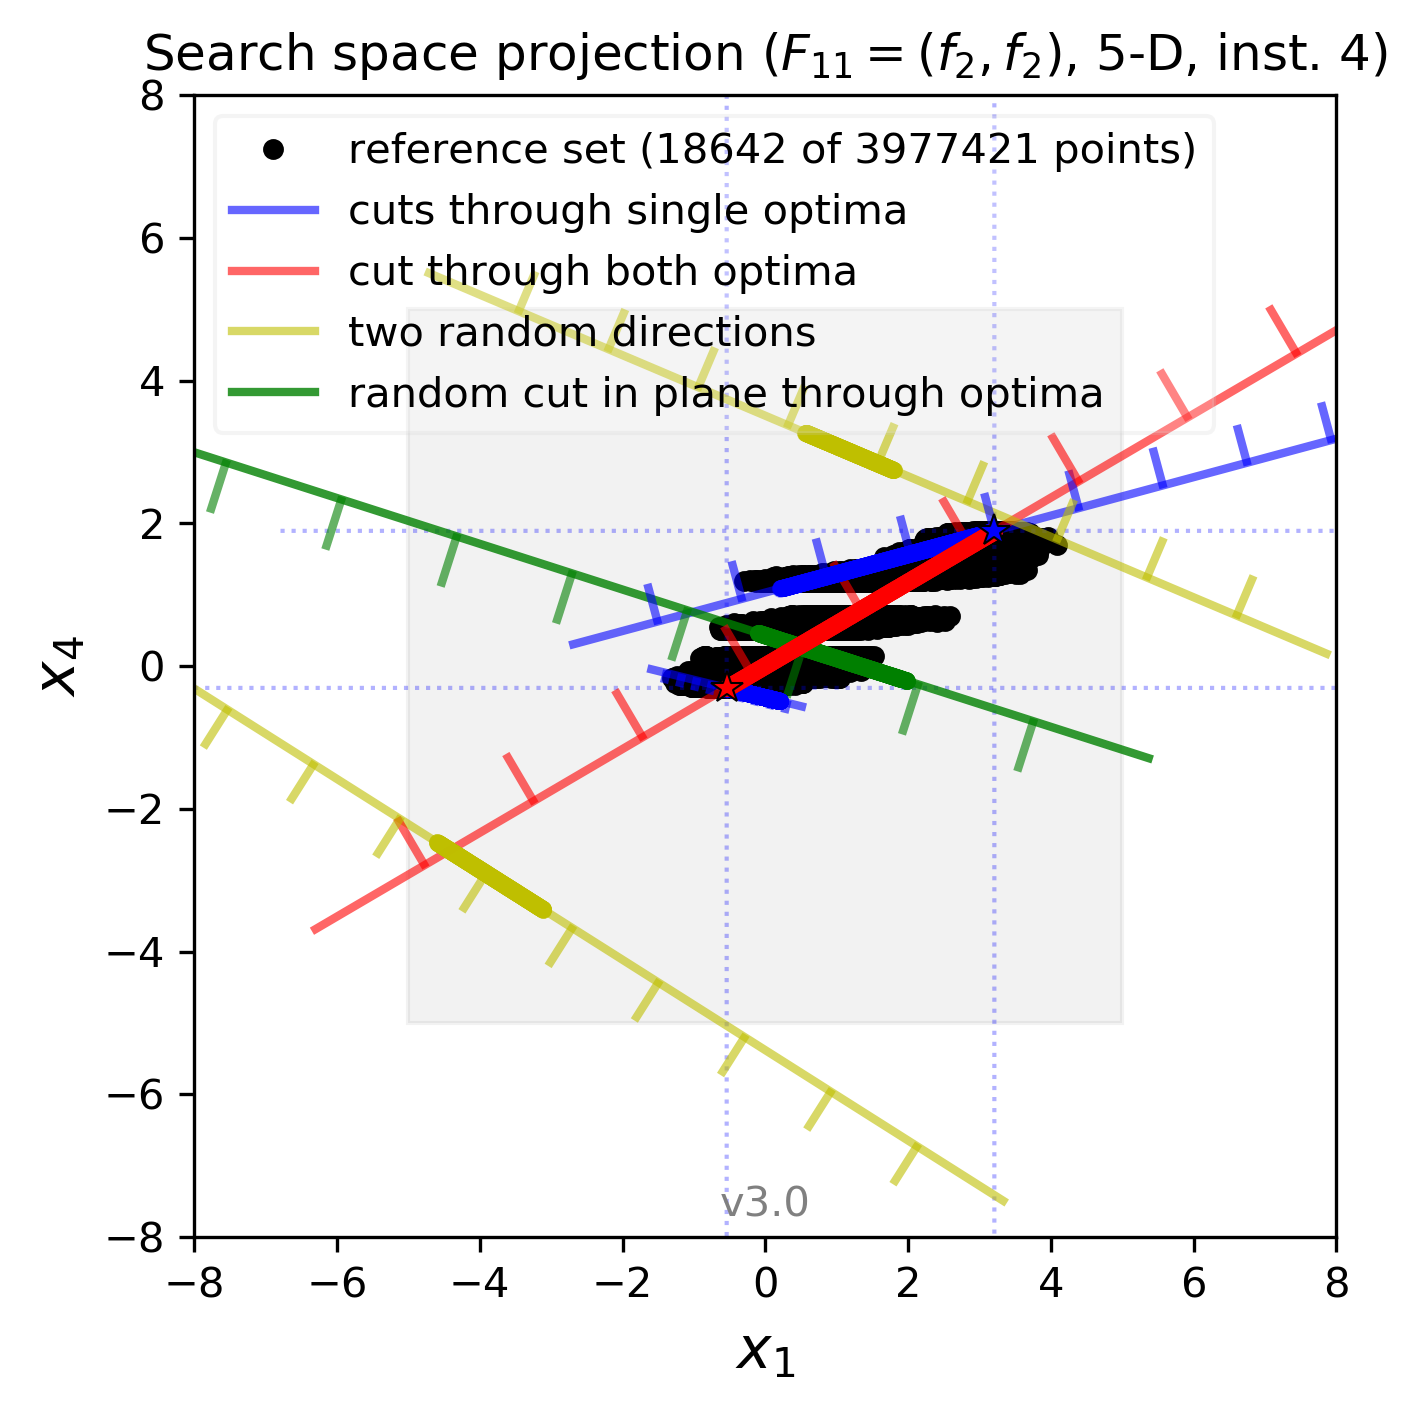 Search space projection (F₁₁ = (f₂, f₂), 5-D, inst. 4)
reference set (18642 of 3977421 points)
cuts through single optima
cut through both optima
two random directions
random cut in plane through optima
8
6
4
2
0
−2
−4
−6
−8
x₄
v3.0
−8 −6 −4 −2 0 2 4 6 8
x₁